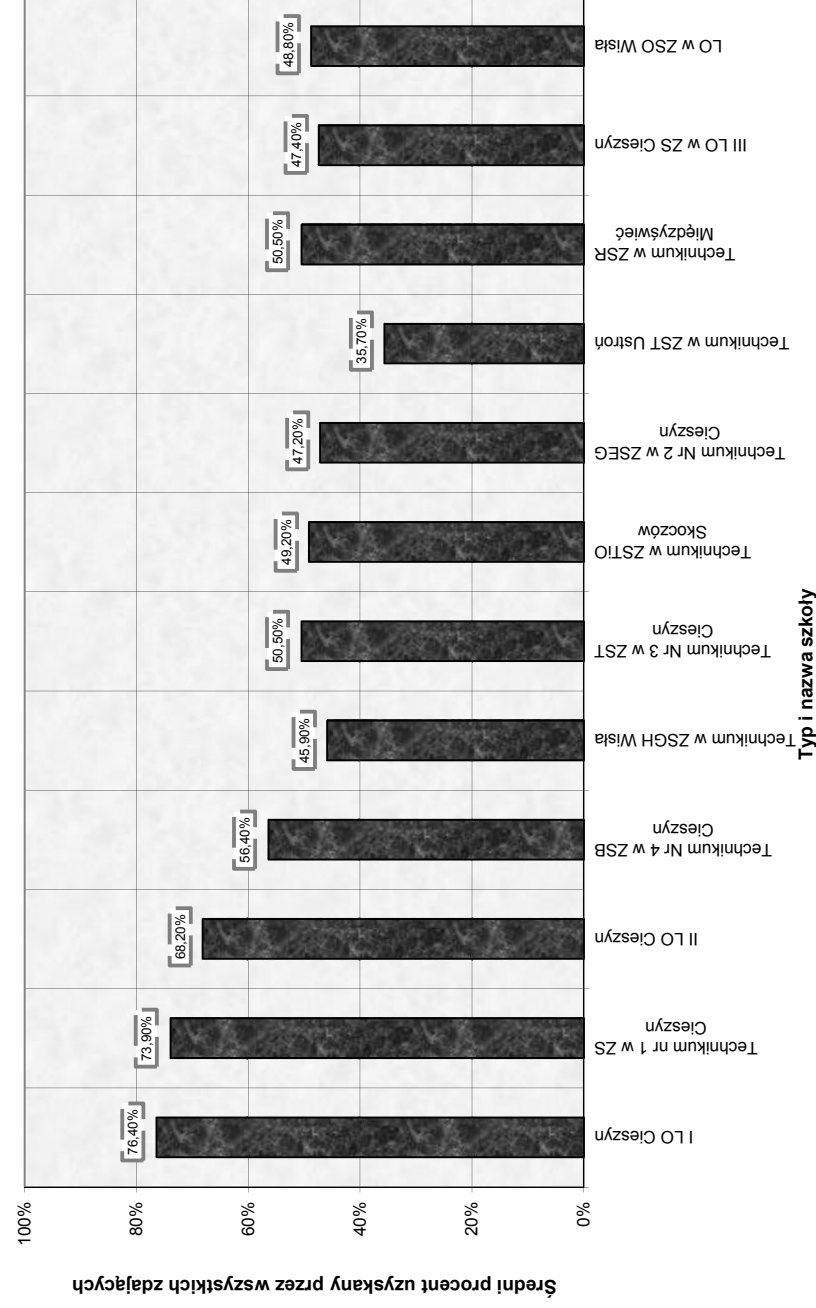 Średni procent uzyskany przez wszystkich zdających
100%
80%
60%
40%
20%
0%
76,40%
73,90%
68,20%
56,40%
45,90%
50,50%
49,20%
47,20%
35,70%
50,50%
47,40%
48,80%
I LO Cieszyn
Technikum nr 1 w ZS
Cieszyn
II LO Cieszyn
Technikum Nr 4 w ZSB
Cieszyn
Technikum w ZSGH Wisła
Technikum Nr 3 w ZST
Cieszyn
Technikum w ZSTiO
Skoczów
Technikum Nr 2 w ZSEG
Cieszyn
Technikum w ZST Ustroń
Technikum w ZSR
Międzyświeć
III LO w ZS Cieszyn
LO w ZSO Wisła
Typ i nazwa szkoły